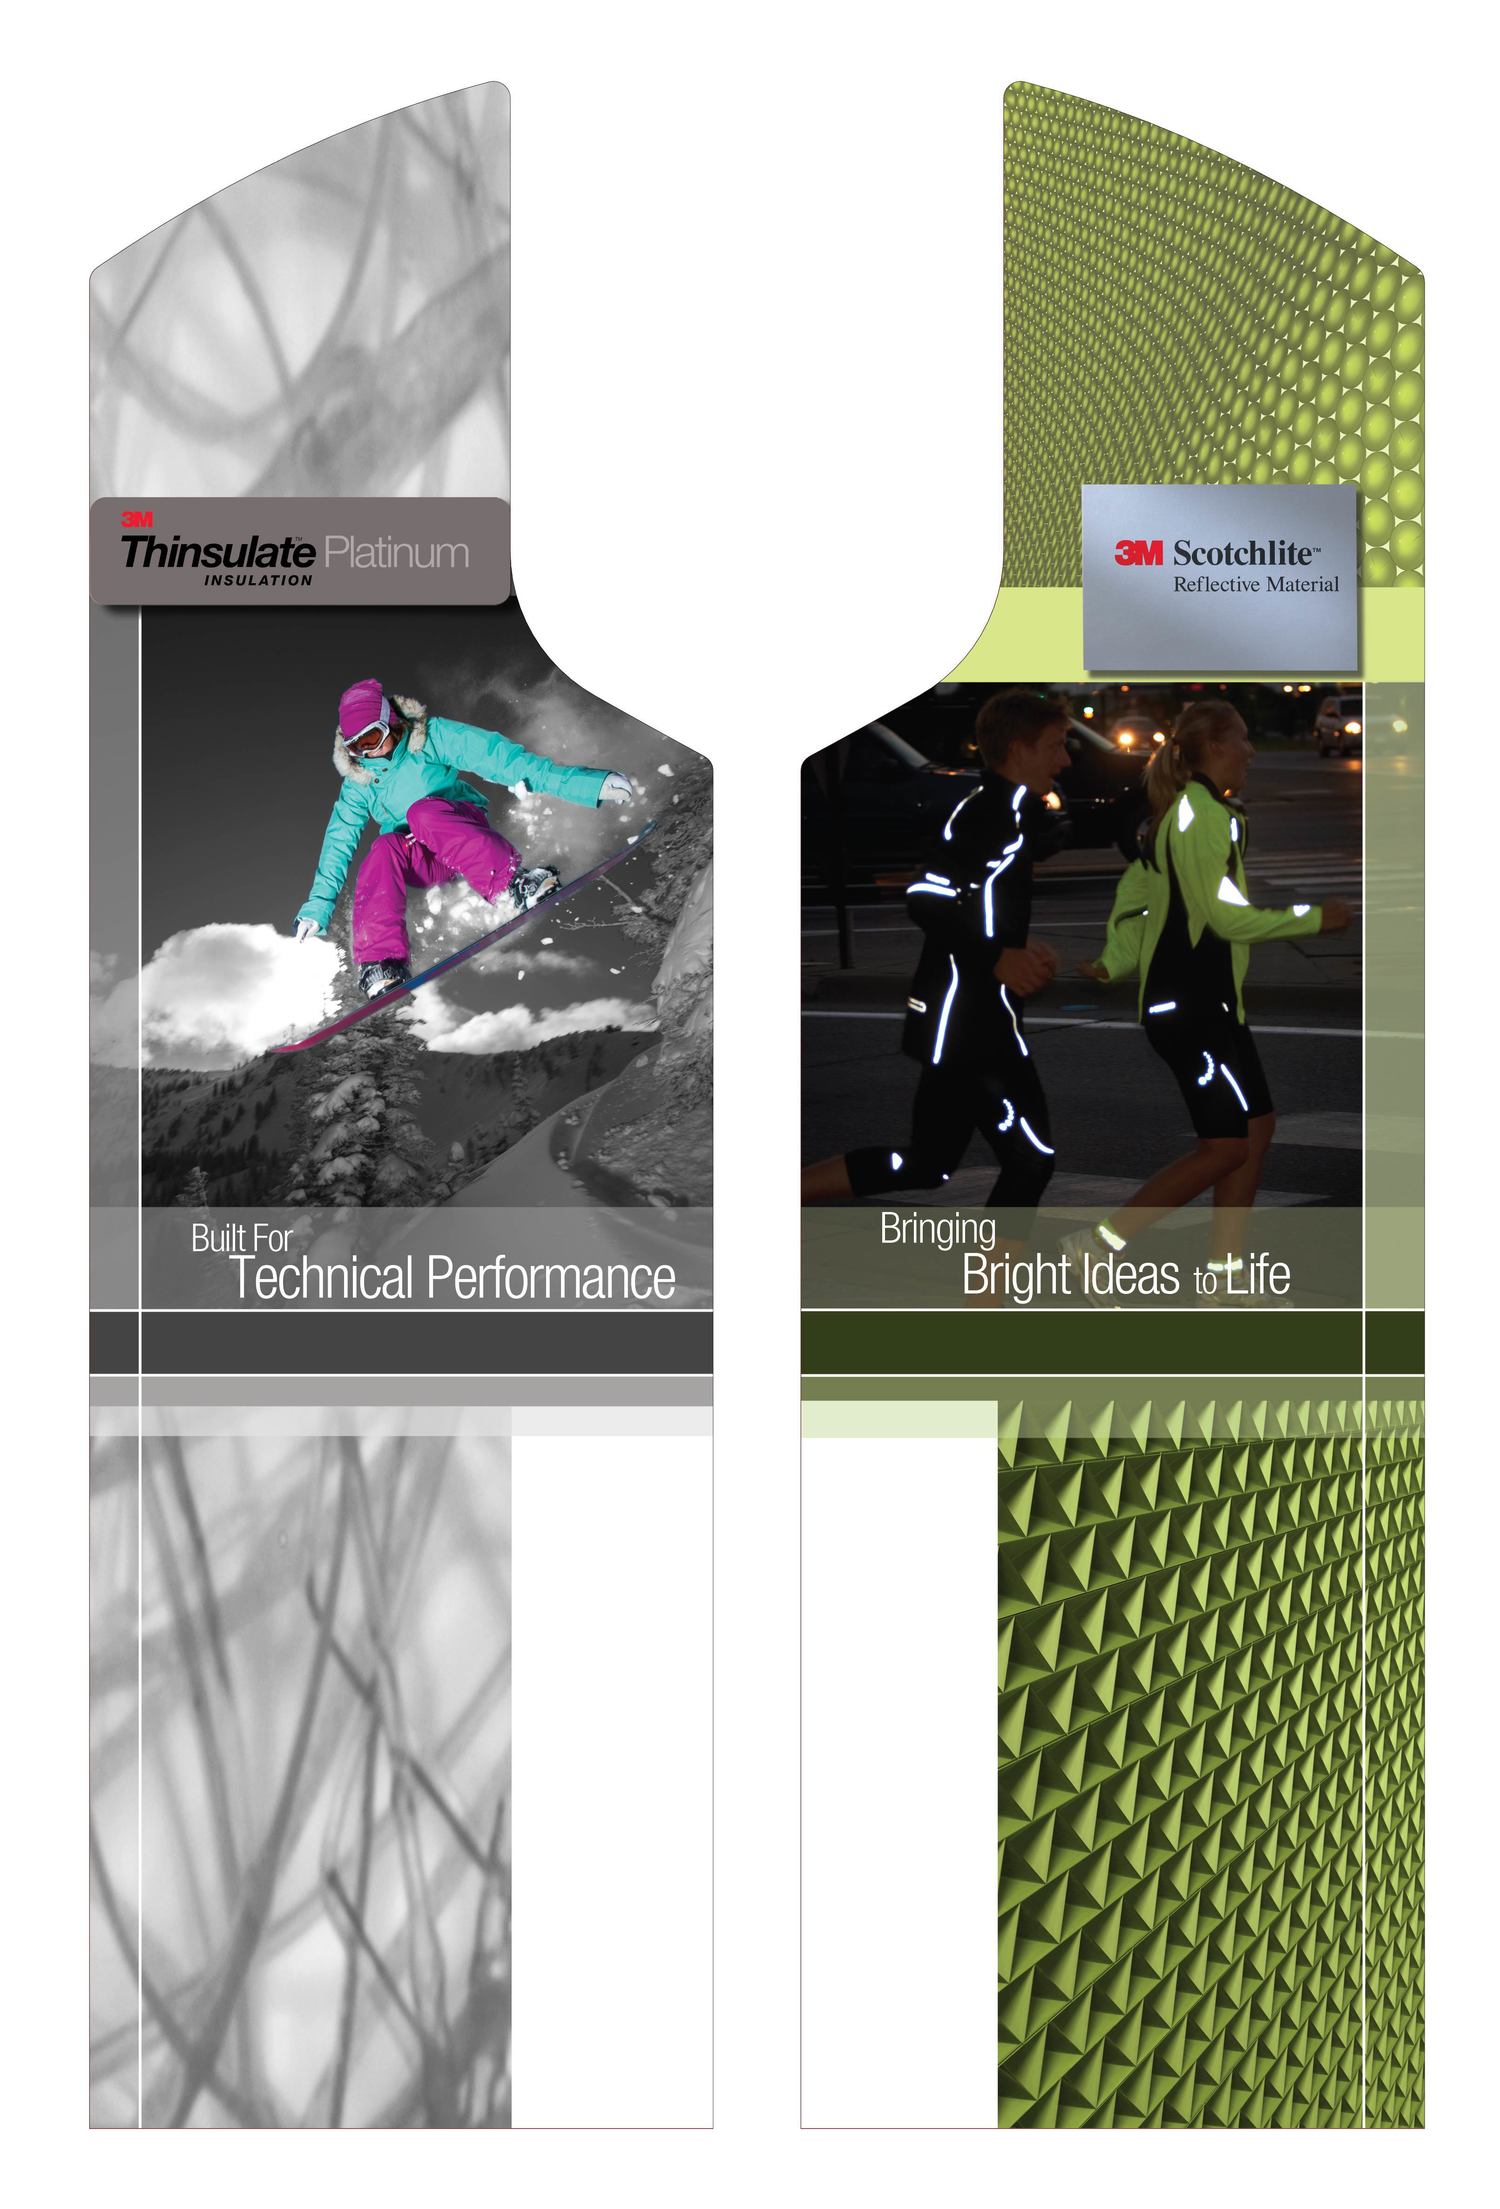 3M
Thinsulate™ Platinum
INSULATION
Built For
Technical Performance
3M Scotchlite™
Reflective Material
Bringing
Bright Ideas to Life